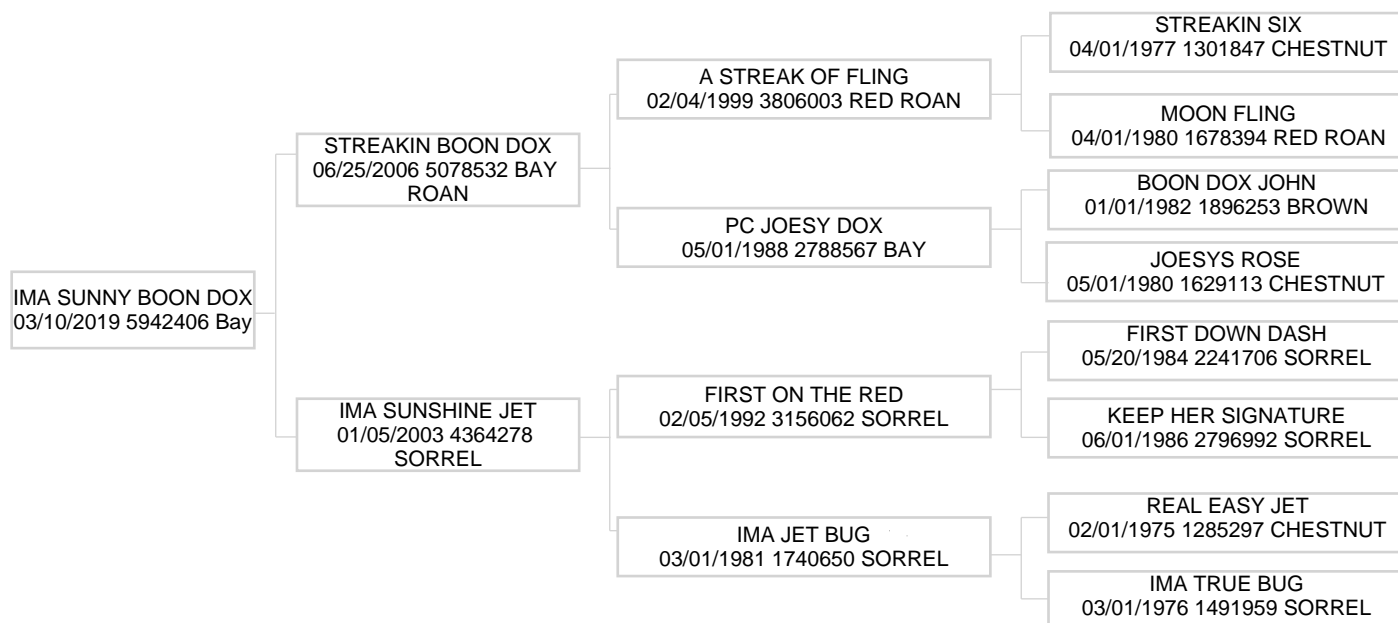 IMA SUNNY BOON DOX
03/10/2019 5942406 Bay
STREAKIN BOON DOX
06/25/2006 5078532 BAY
ROAN
IMA SUNSHINE JET
01/05/2003 4364278
SORREL
A STREAK OF FLING
02/04/1999 3806003 RED ROAN
PC JOESY DOX
05/01/1988 2788567 BAY
FIRST ON THE RED
02/05/1992 3156062 SORREL
IMA JET BUG
03/01/1981 1740650 SORREL
STREAKIN SIX
04/01/1977 1301847 CHESTNUT
MOON FLING
04/01/1980 1678394 RED ROAN
BOON DOX JOHN
01/01/1982 1896253 BROWN
JOESYS ROSE
05/01/1980 1629113 CHESTNUT
FIRST DOWN DASH
05/20/1984 2241706 SORREL
KEEP HER SIGNATURE
06/01/1986 2796992 SORREL
REAL EASY JET
02/01/1975 1285297 CHESTNUT
IMA TRUE BUG
03/01/1976 1491959 SORREL